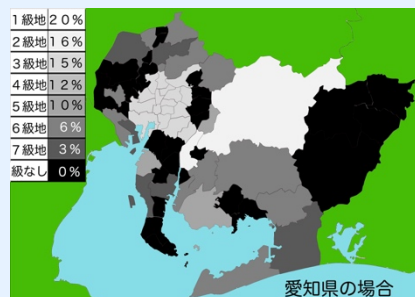 1級地 20%
2級地 16%
3級地 15%
4級地 12%
5級地 10%
6級地 6%
7級地 3%
級なし 0%
愛知県の場合